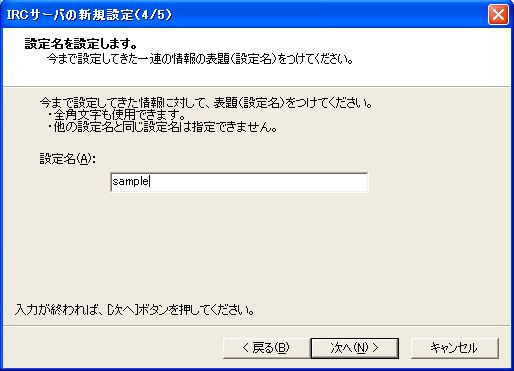 IRCサーバの新規設定(4/5)
設定名を設定します。
今まで設定してきた一連の情報の表題(設定名)をつけてください。
今まで設定してきた情報に対して、表題(設定名)をつけてください。
・全角文字も使用できます。
・他の設定名と同じ設定名は指定できません。
設定名(A):
sample
入力が終われば、[次へ]ボタンを押してください。
< 戻る(B)
次へ(N) >
キャンセル